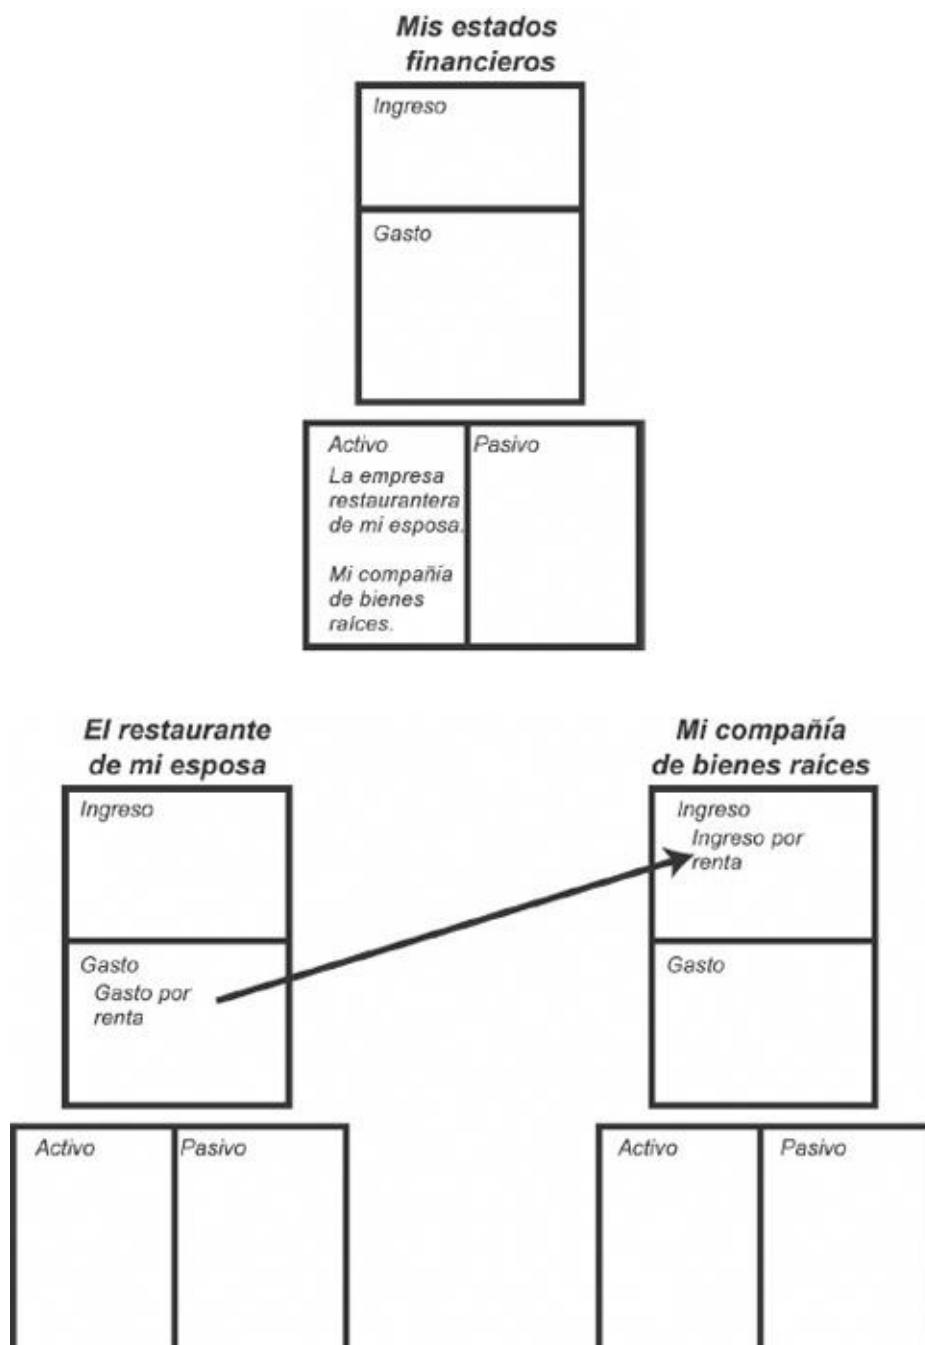 Mis estados
financieros
Ingreso
Gasto
Activo
La empresa
restaurantera
de mi esposa.
Mi compañía
de bienes
raíces.
Pasivo
El restaurante
de mi esposa
Ingreso
Gasto
Gasto por
renta
Activo
Pasivo
Mi compañía
de bienes raíces
Ingreso
Ingreso por
renta
Gasto
Activo
Pasivo